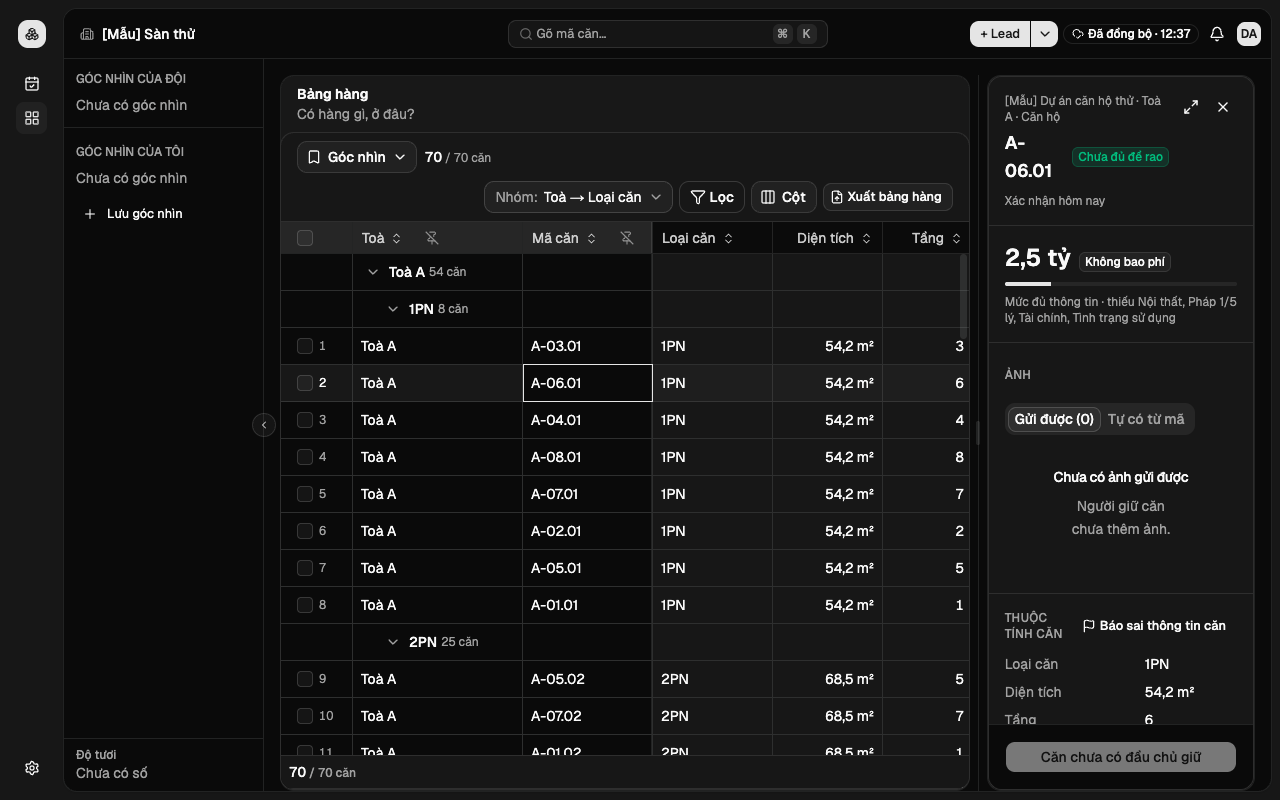 [Mẫu] Sàn thử
Gõ mã căn...
⌘ K
+ Lead
Đã đồng bộ · 12:37
DA
GÓC NHÌN CỦA ĐỘI
Chưa có góc nhìn
GÓC NHÌN CỦA TÔI
Chưa có góc nhìn
Lưu góc nhìn
Độ tươi
Chưa có số
Bảng hàng
Có hàng gì, ở đâu?
Góc nhìn
70 / 70 căn
Nhóm: Toà → Loại căn
Lọc
Cột
Xuất bảng hàng
Toà Mã căn Loại căn Diện tích Tầng
Toà A 54 căn
1PN 8 căn
1 Toà A A-03.01 1PN 54,2 m² 3
2 Toà A A-06.01 1PN 54,2 m² 6
3 Toà A A-04.01 1PN 54,2 m² 4
4 Toà A A-08.01 1PN 54,2 m² 8
5 Toà A A-07.01 1PN 54,2 m² 7
6 Toà A A-02.01 1PN 54,2 m² 2
7 Toà A A-05.01 1PN 54,2 m² 5
8 Toà A A-01.01 1PN 54,2 m² 1
2PN 25 căn
9 Toà A A-05.02 2PN 68,5 m² 5
10 Toà A A-07.02 2PN 68,5 m² 7
11 Toà A A-01.02 2PN 68,5 m² 1
70 / 70 căn
[Mẫu] Dự án căn hộ thử · Toà
A · Căn hộ
A-
06.01
Chưa đủ để rao
Xác nhận hôm nay
2,5 tỷ
Không bao phí
Mức đủ thông tin · thiếu Nội thất, Pháp 1/5
lý, Tài chính, Tình trạng sử dụng
ẢNH
Gửi được (0)
Tự có từ mã
Chưa có ảnh gửi được
Người giữ căn
chưa thêm ảnh.
THUỘC
TÍNH CĂN
Báo sai thông tin căn
Loại căn 1PN
Diện tích 54,2 m²
Tầng 6
Căn chưa có đầu chủ giữ